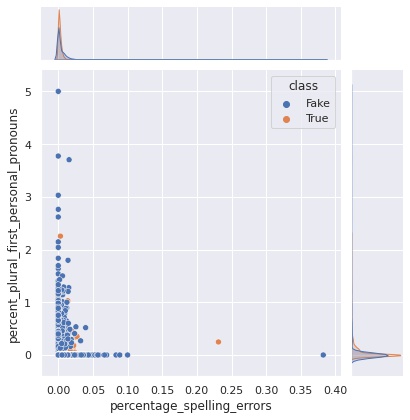 class
Fake
True
5
4
3
2
1
0
percent_plural_first_personal_pronouns
0.00 0.05 0.10 0.15 0.20 0.25 0.30 0.35 0.40
percentage_spelling_errors